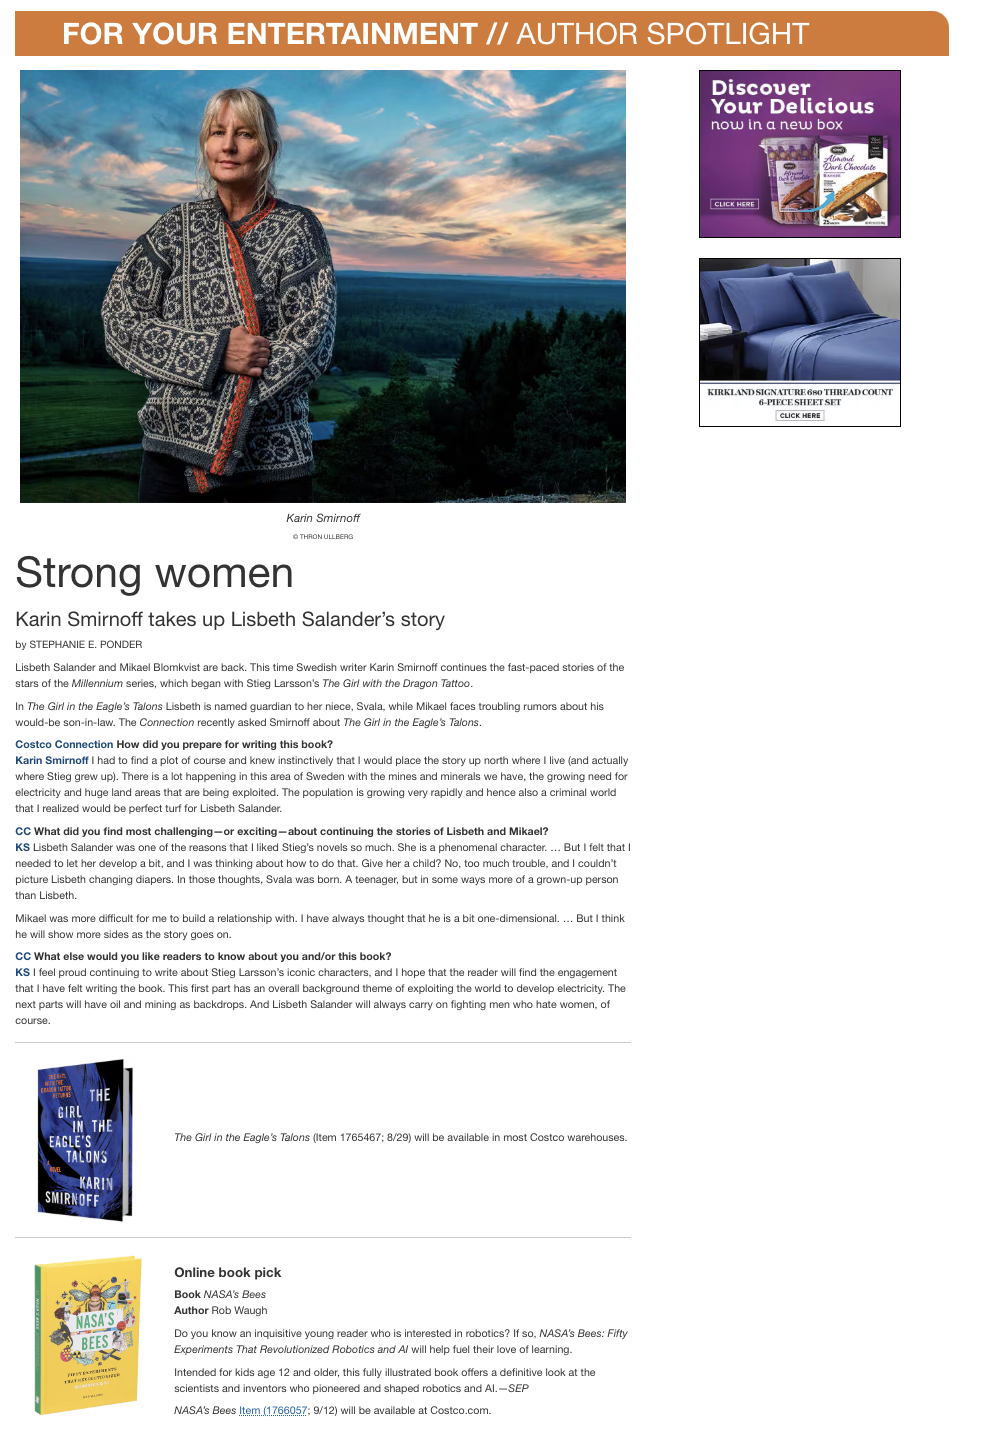 FOR YOUR ENTERTAINMENT // AUTHOR SPOTLIGHT
Discover
Your Delicious
now in a new box
Almond
Dark Chocolate
Almond
Dark Chocolate
CLICK HERE
25
KIRKLAND SIGNATURE 680 THREAD COUNT
6-PIECE SHEET SET
CLICK HERE
Karin Smirnoff
© THRON ULLBERG
Strong women
Karin Smirnoff takes up Lisbeth Salander’s story
by STEPHANIE E. PONDER
Lisbeth Salander and Mikael Blomkvist are back. This time Swedish writer Karin Smirnoff continues the fast-paced stories of the
stars of the Millennium series, which began with Stieg Larsson’s The Girl with the Dragon Tattoo.
In The Girl in the Eagle’s Talons Lisbeth is named guardian to her niece, Svala, while Mikael faces troubling rumors about his
would-be son-in-law. The Connection recently asked Smirnoff about The Girl in the Eagle’s Talons.
Costco Connection How did you prepare for writing this book?
Karin Smirnoff I had to find a plot of course and knew instinctively that I would place the story up north where I live (and actually
where Stieg grew up). There is a lot happening in this area of Sweden with the mines and minerals we have, the growing need for
electricity and huge land areas that are being exploited. The population is growing very rapidly and hence also a criminal world
that I realized would be perfect turf for Lisbeth Salander.
CC What did you find most challenging—or exciting—about continuing the stories of Lisbeth and Mikael?
KS Lisbeth Salander was one of the reasons that I liked Stieg’s novels so much. She is a phenomenal character. … But I felt that I
needed to let her develop a bit, and I was thinking about how to do that. Give her a child? No, too much trouble, and I couldn’t
picture Lisbeth changing diapers. In those thoughts, Svala was born. A teenager, but in some ways more of a grown-up person
than Lisbeth.
Mikael was more difficult for me to build a relationship with. I have always thought that he is a bit one-dimensional. … But I think
he will show more sides as the story goes on.
CC What else would you like readers to know about you and/or this book?
KS I feel proud continuing to write about Stieg Larsson’s iconic characters, and I hope that the reader will find the engagement
that I have felt writing the book. This first part has an overall background theme of exploiting the world to develop electricity. The
next parts will have oil and mining as backdrops. And Lisbeth Salander will always carry on fighting men who hate women, of
course.
THE GIRL
WITH THE
DRAGON TATTOO
RETURNS
THE
GIRL
IN THE
EAGLE'S
TALONS
A
NOVEL
KARIN
SMIRNOFF
The Girl in the Eagle’s Talons (Item 1765467; 8/29) will be available in most Costco warehouses.
NASA'S BEES
NASA'S
BEES
FIFTY EXPERIMENTS
THAT REVOLUTIONIZED
Online book pick
Book NASA’s Bees
Author Rob Waugh
Do you know an inquisitive young reader who is interested in robotics? If so, NASA’s Bees: Fifty
Experiments That Revolutionized Robotics and AI will help fuel their love of learning.
Intended for kids age 12 and older, this fully illustrated book offers a definitive look at the
scientists and inventors who pioneered and shaped robotics and AI.—SEP
NASA’s Bees Item (1766057; 9/12) will be available at Costco.com.